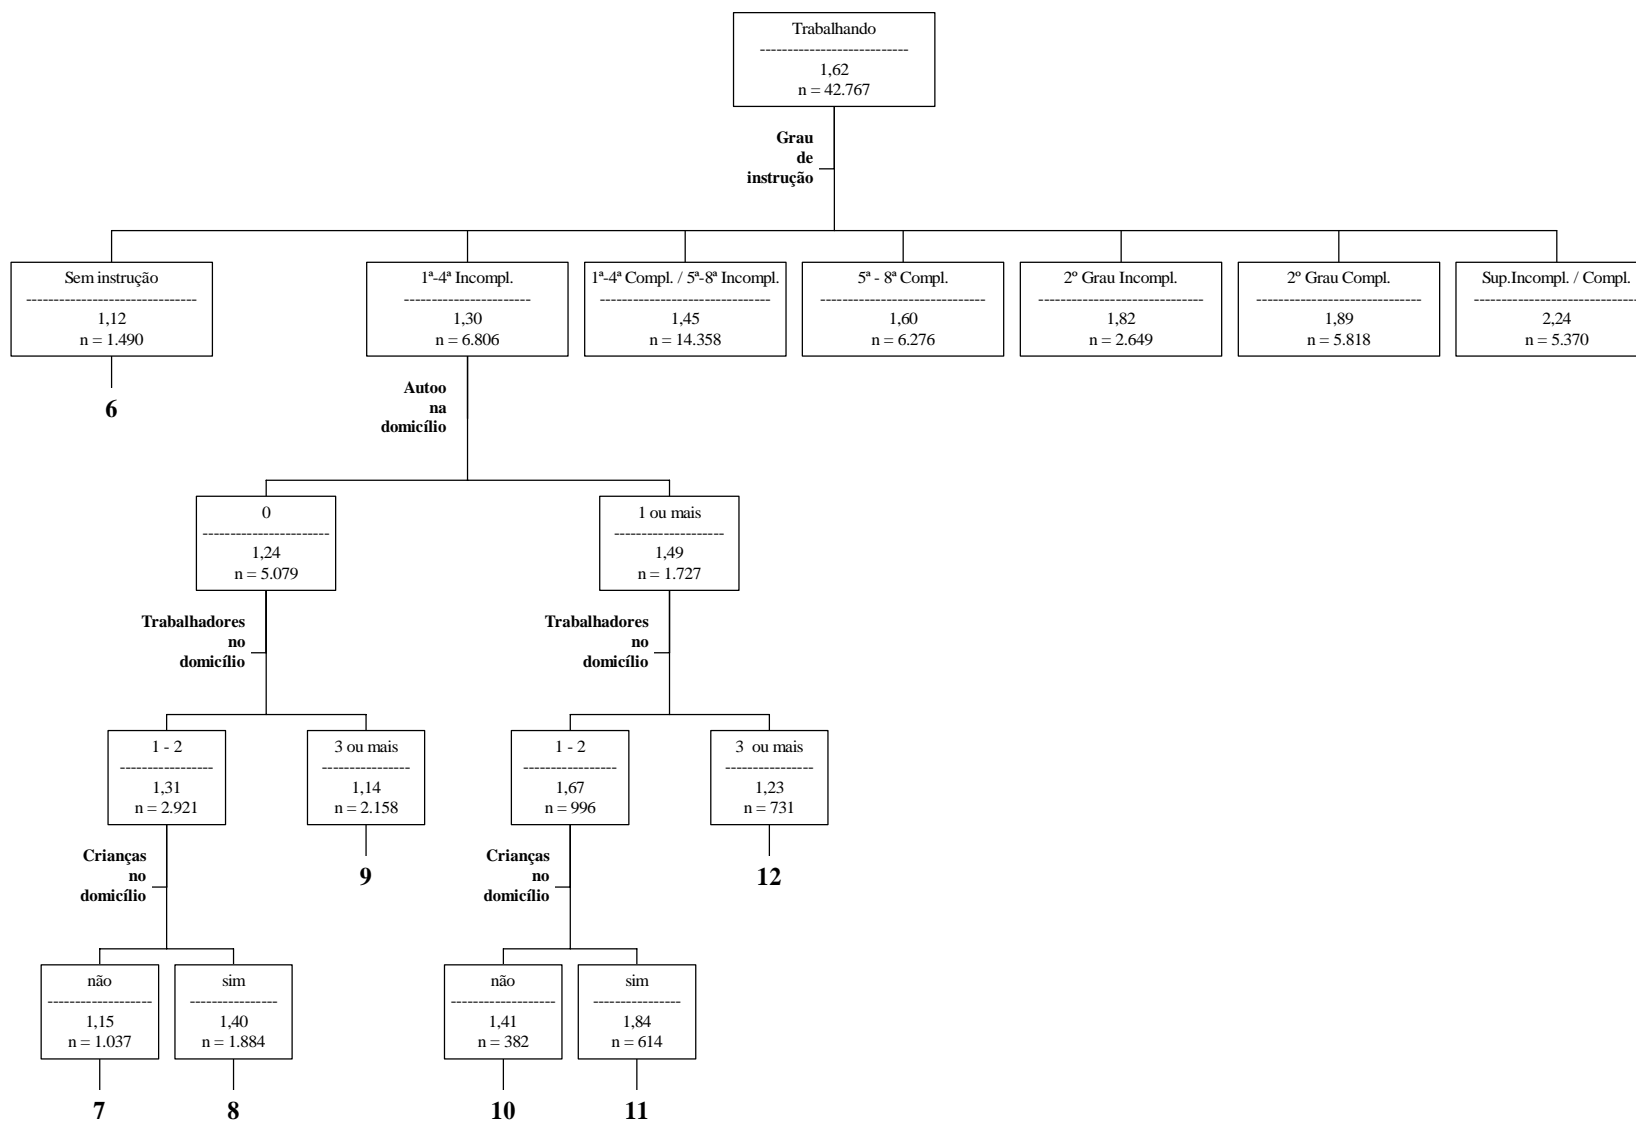 Trabalhando
---------------------------
1,62
n = 42.767
Grau
de
instrução
Sem instrução
-------------------------------
1,12
n = 1.490
6
1ª-4ª Incompl.
-----------------------
1,30
n = 6.806
1ª-4ª Compl. / 5ª-8ª Incompl.
-------------------------------
1,45
n = 14.358
5ª - 8ª Compl.
------------------------------
1,60
n = 6.276
2º Grau Incompl.
------------------------------
1,82
n = 2.649
2º Grau Compl.
------------------------------
1,89
n = 5.818
Sup.Incompl. / Compl.
------------------------------
2,24
n = 5.370
Autoo
na
domicílio
0
-----------------------
1,24
n = 5.079
1 ou mais
--------------------
1,49
n = 1.727
Trabalhadores
no
domicílio
Trabalhadores
no
domicílio
1 - 2
-----------------
1,31
n = 2.921
3 ou mais
----------------
1,14
n = 2.158
9
1 - 2
-----------------
1,67
n = 996
3 ou mais
----------------
1,23
n = 731
12
Crianças
no
domicílio
Crianças
no
domicílio
não
-------------------
1,15
n = 1.037
7
sim
----------------
1,40
n = 1.884
8
não
-------------------
1,41
n = 382
10
sim
----------------
1,84
n = 614
11